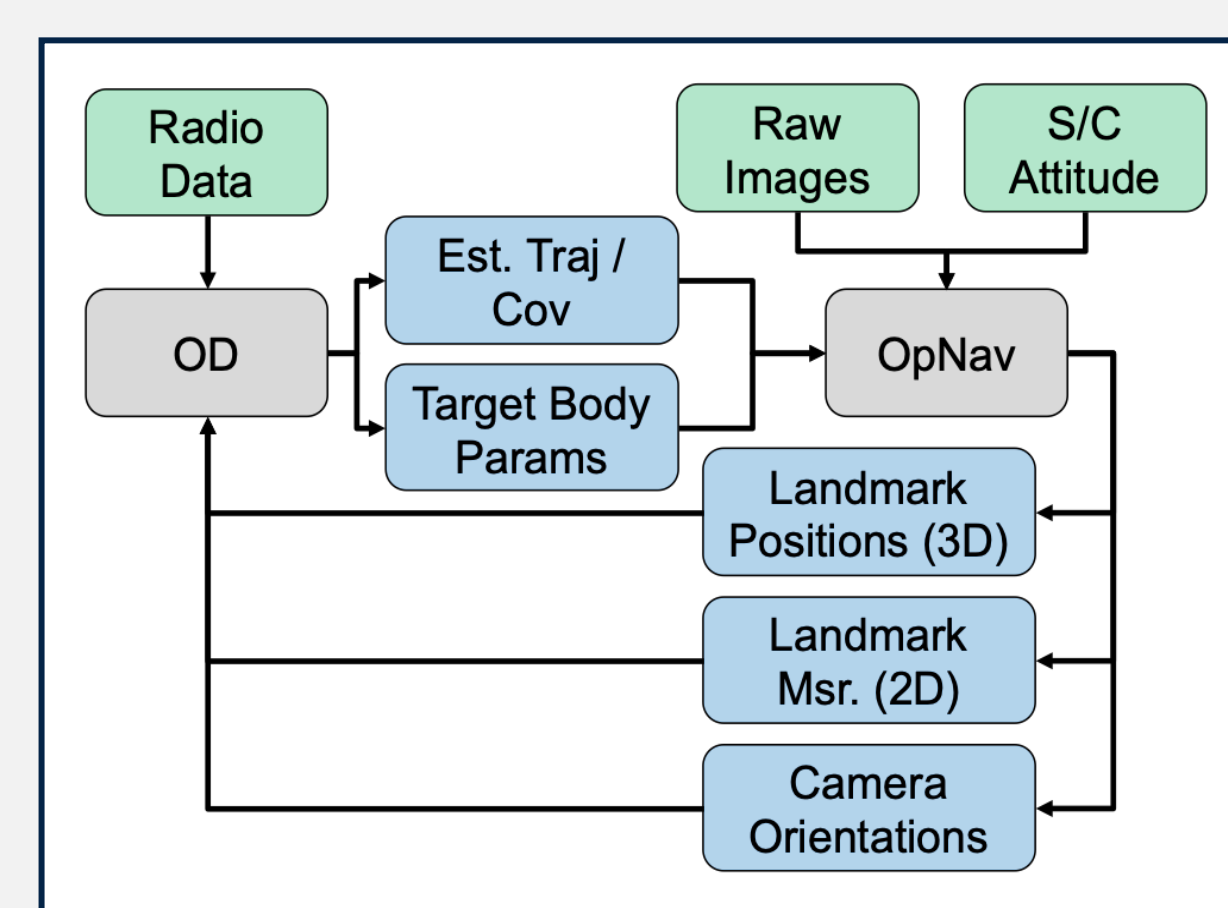 Radio
Data
Raw
Images
S/C
Attitude
Est. Traj /
Cov
OD
OpNav
Target Body
Params
Landmark
Positions (3D)
Landmark
Msr. (2D)
Camera
Orientations